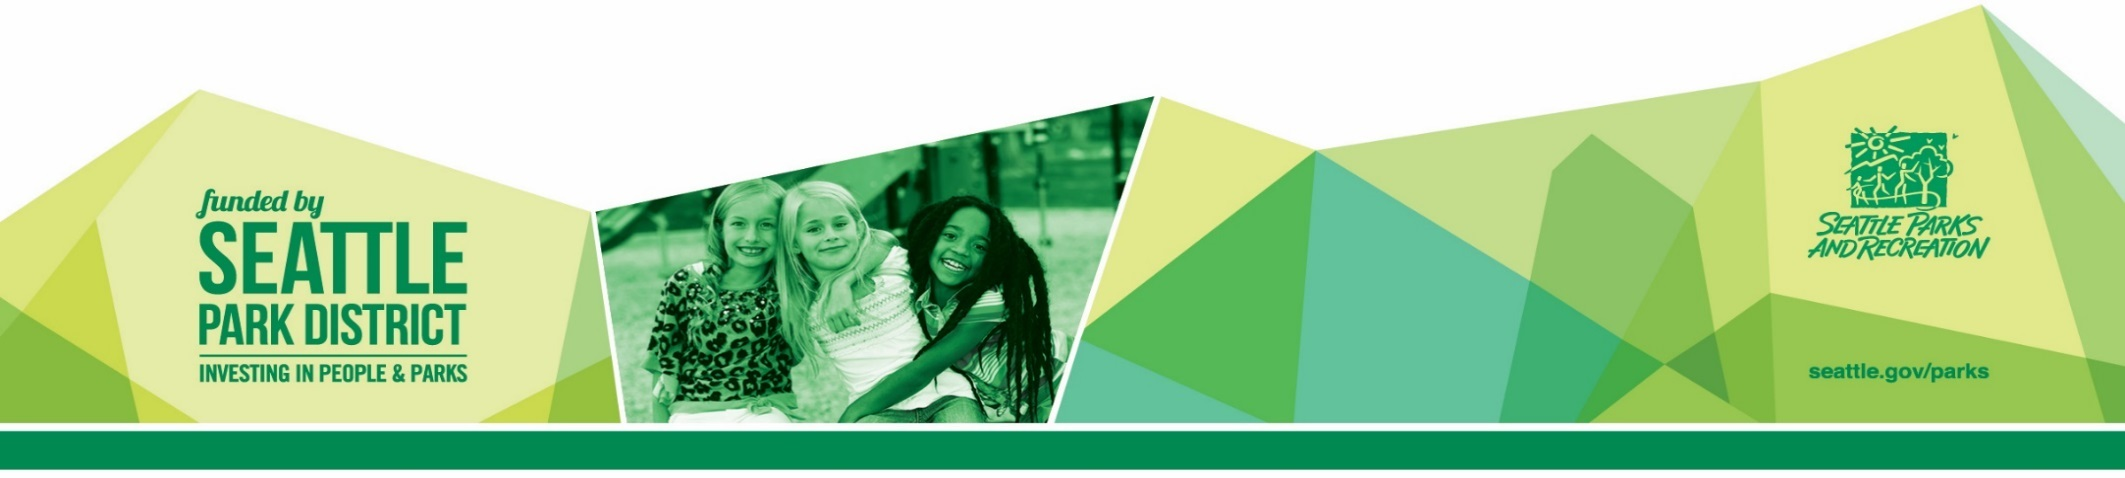 funded by
SEATTLE
PARK DISTRICT
INVESTING IN PEOPLE & PARKS
SEATTLE PARKS
AND RECREATION
seattle.gov/parks